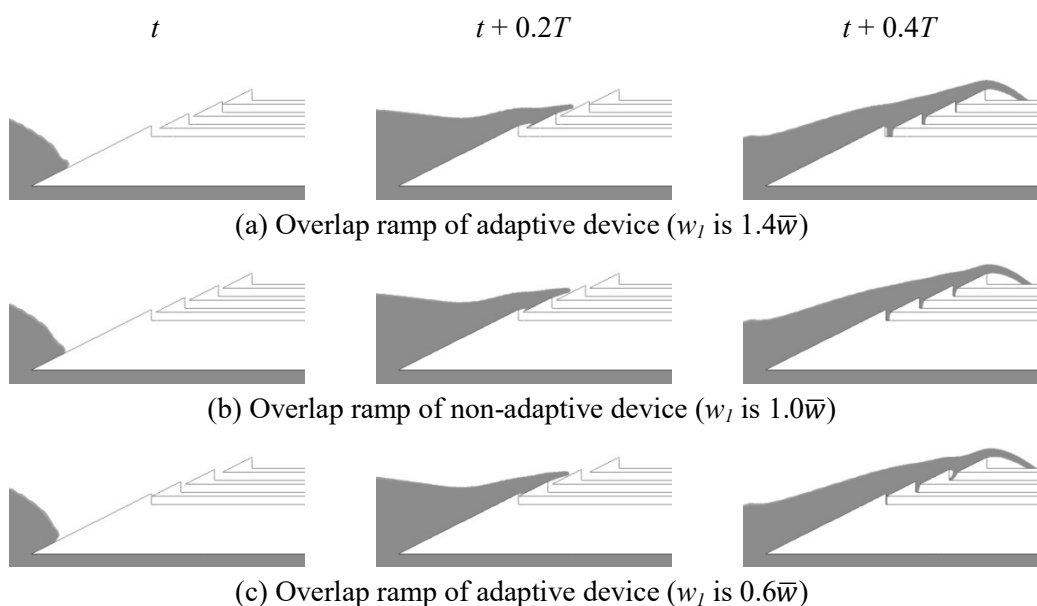 t t + 0.2T t + 0.4T
(a) Overlap ramp of adaptive device (w₁ is 1.4w̅)
(b) Overlap ramp of non-adaptive device (w₁ is 1.0w̅)
(c) Overlap ramp of adaptive device (w₁ is 0.6w̅)